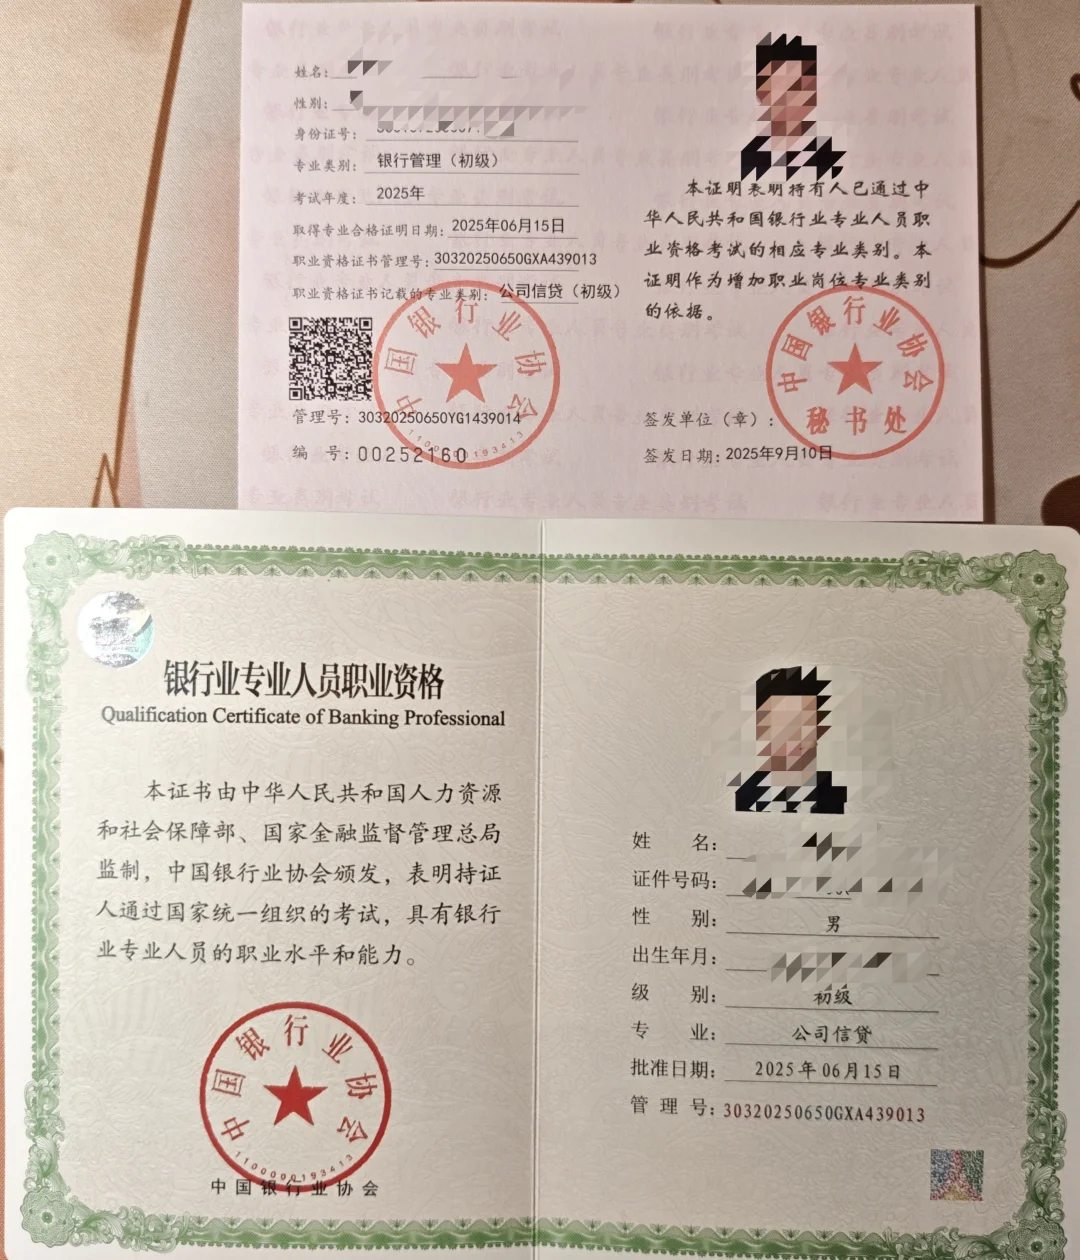 姓名：
性别：
身份证号：
专业类别： 银行管理（初级）
考试年度： 2025年
取得专业合格证明日期：2025年06月15日
职业资格证书管理号：30320250650GXA439013
职业资格证书记载的专业类别： 公司信贷（初级）
中国银行业协会
1100000193413
管理号：30320250650YG1439014
编 号：00252160
本证明表明持有人已通过中
华人民共和国银行业专业人员职
业资格考试的相应专业类别。本
证明作为增加职业岗位专业类别
的依据。
中国银行业协会
秘书处
签发单位（章）：
签发日期：2025年9月10日
银行业专业人员职业资格
Qualification Certificate of Banking Professional
本证书由中华人民共和国人力资源
和社会保障部、国家金融监督管理总局
监制，中国银行业协会颁发，表明持证
人通过国家统一组织的考试，具有银行
业专业人员的职业水平和能力。
中国银行业协会
1100000193413
中国银行业协会
姓 名：
证件号码：
性 别： 男
出生年月：
级 别： 初级
专 业： 公司信贷
批准日期： 2025年06月15日
管 理 号：30320250650GXA439013